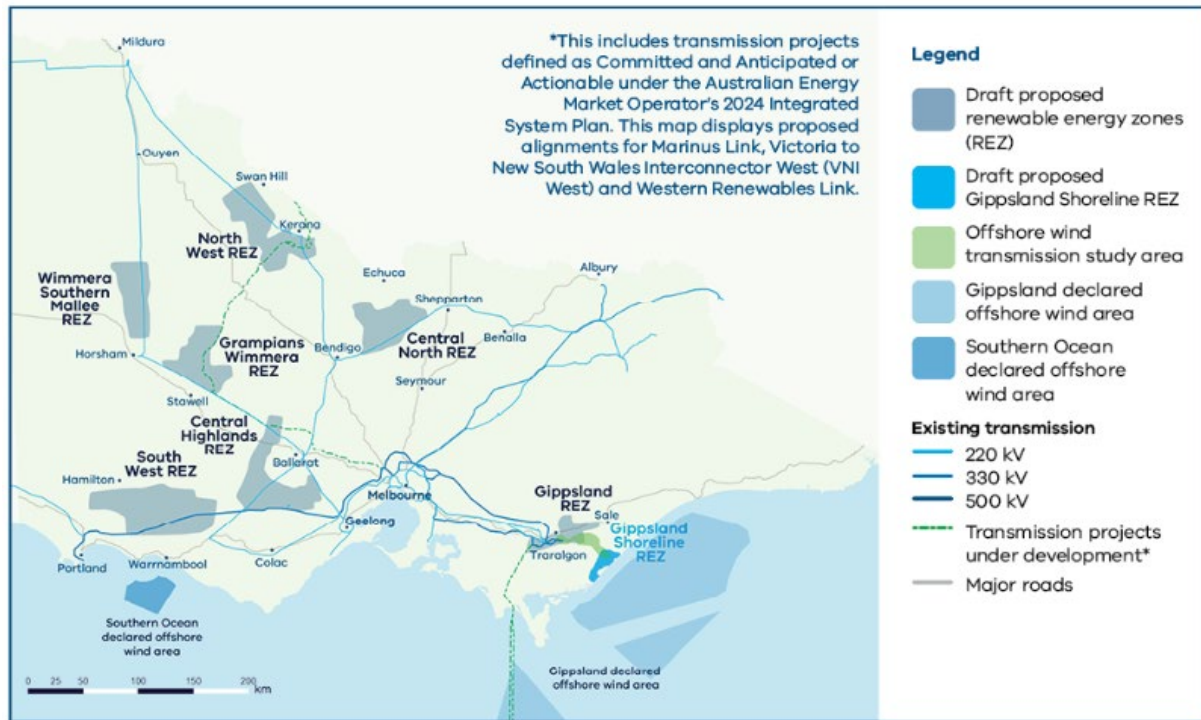 Mildura
*This includes transmission projects
defined as Committed and Anticipated or
Actionable under the Australian Energy
Market Operator's 2024 Integrated
System Plan. This map displays proposed
alignments for Marinus Link, Victoria to
New South Wales Interconnector West (VNI
West) and Western Renewables Link.
Ouyen
Swan Hill
Kerang
North
West REZ
Echuca
Albury
Wimmera
Southern
Mallee
REZ
Shepparton
Benalla
Horsham
Grampians
Wimmera
REZ
Bendigo
Central
North REZ
Seymour
Stawell
Central
Highlands
REZ
South
West REZ
Hamilton
Ballarat
Melbourne
Geelong
Gippsland
REZ
Sale
Gippsland
Shoreline
REZ
Traralgon
Portland
Warrnambool
Colac
Southern Ocean
declared offshore
wind area
Gippsland declared
offshore wind area
0 25 50 100 150 200
km
Legend
Draft proposed
renewable energy zones
(REZ)
Draft proposed
Gippsland Shoreline REZ
Offshore wind
transmission study area
Gippsland declared
offshore wind area
Southern Ocean
declared offshore
wind area
Existing transmission
220 kV
330 kV
500 kV
Transmission projects
under development*
Major roads